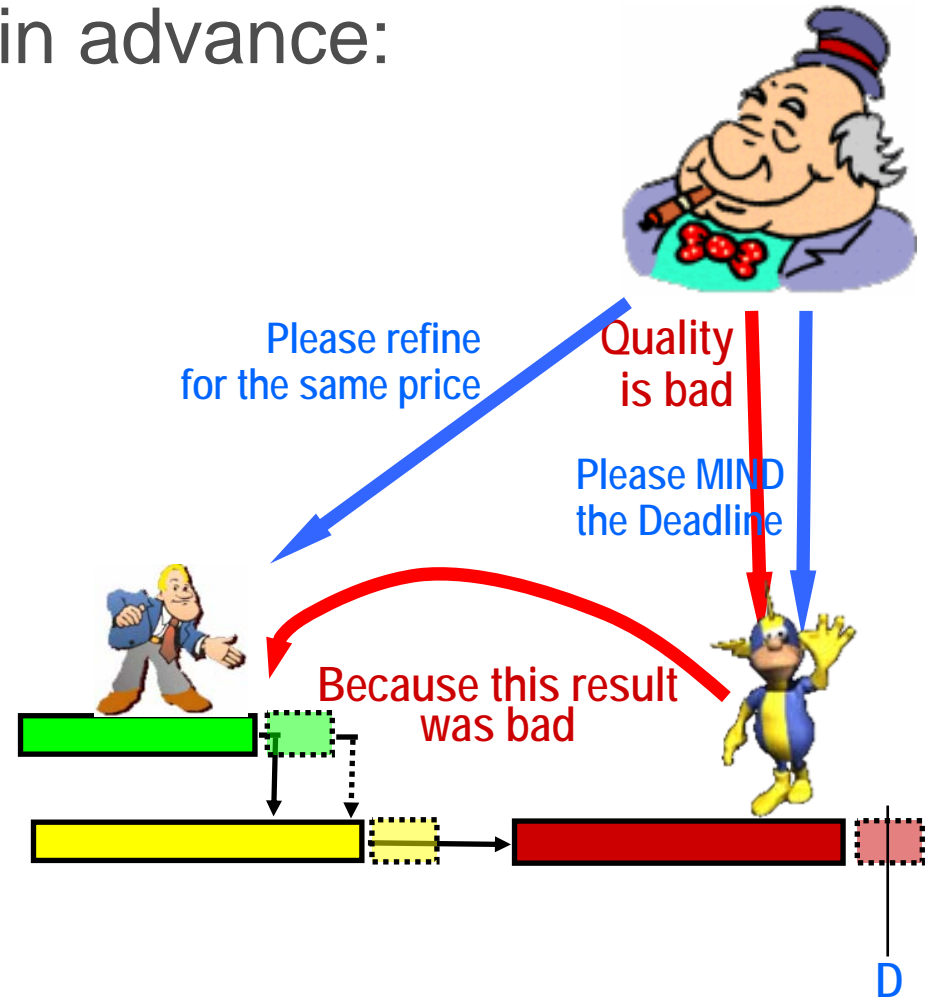 in advance:
Please refine
for the same price
Quality
is bad
Please MIND
the Deadline
Because this result
was bad
D